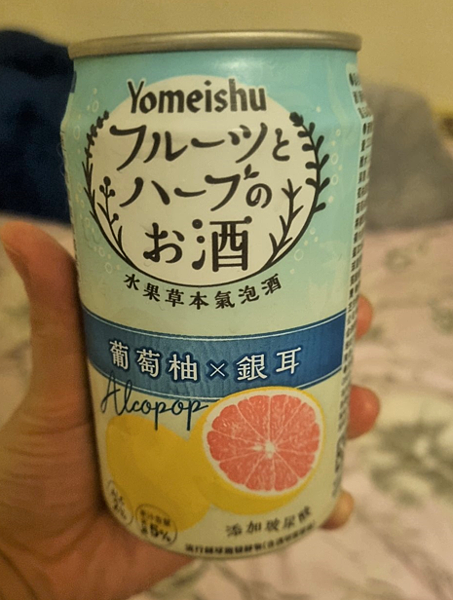 Yomeishu
フルーツと
ハーブの
お酒
水果草本氣泡酒
葡萄柚×銀耳
Alcopop
5%
添加玻尿酸